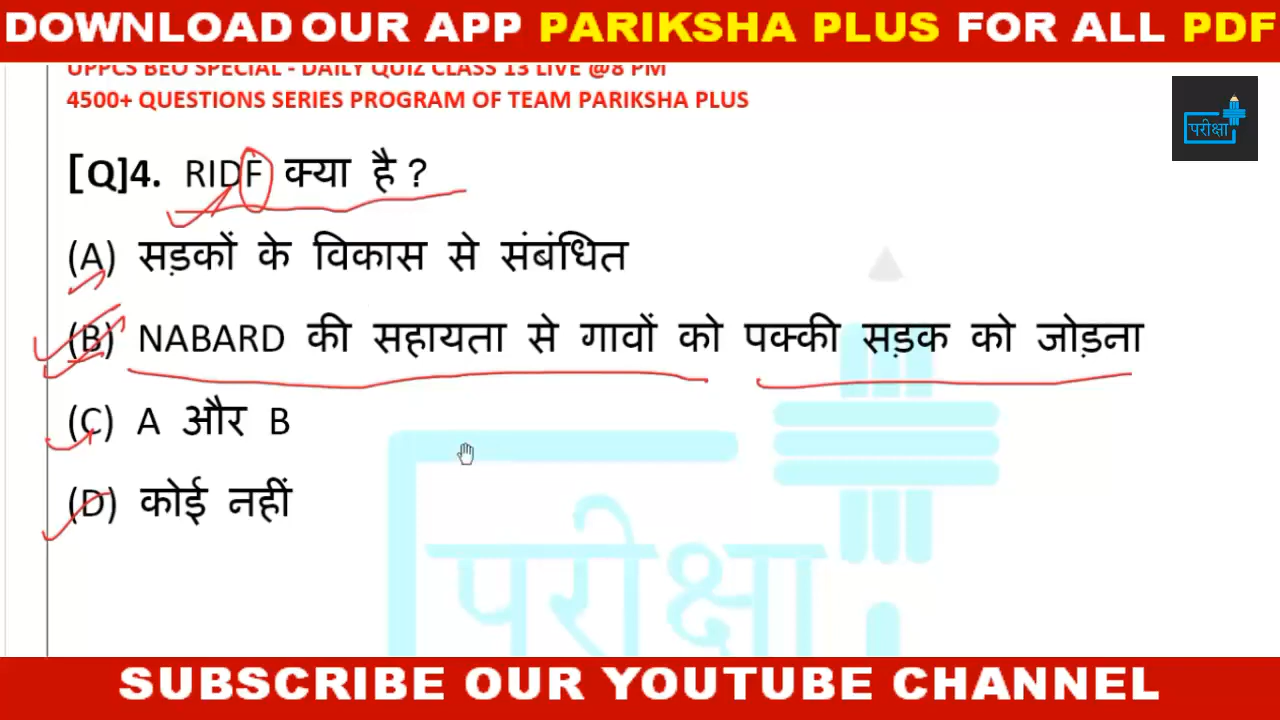 DOWNLOAD OUR APP PARIKSHA PLUS FOR ALL PDF
UPPCS BEO SPECIAL - DAILY QUIZ CLASS 13 LIVE @8 PM
4500+ QUESTIONS SERIES PROGRAM OF TEAM PARIKSHA PLUS
परीक्षा
[Q]4. RIDF क्या है ?
(A) सड़कों के विकास से संबंधित
(B) NABARD की सहायता से गावों को पक्की सड़क को जोड़ना
(C) A और B
(D) कोई नहीं
परीक्षा
SUBSCRIBE OUR YOUTUBE CHANNEL